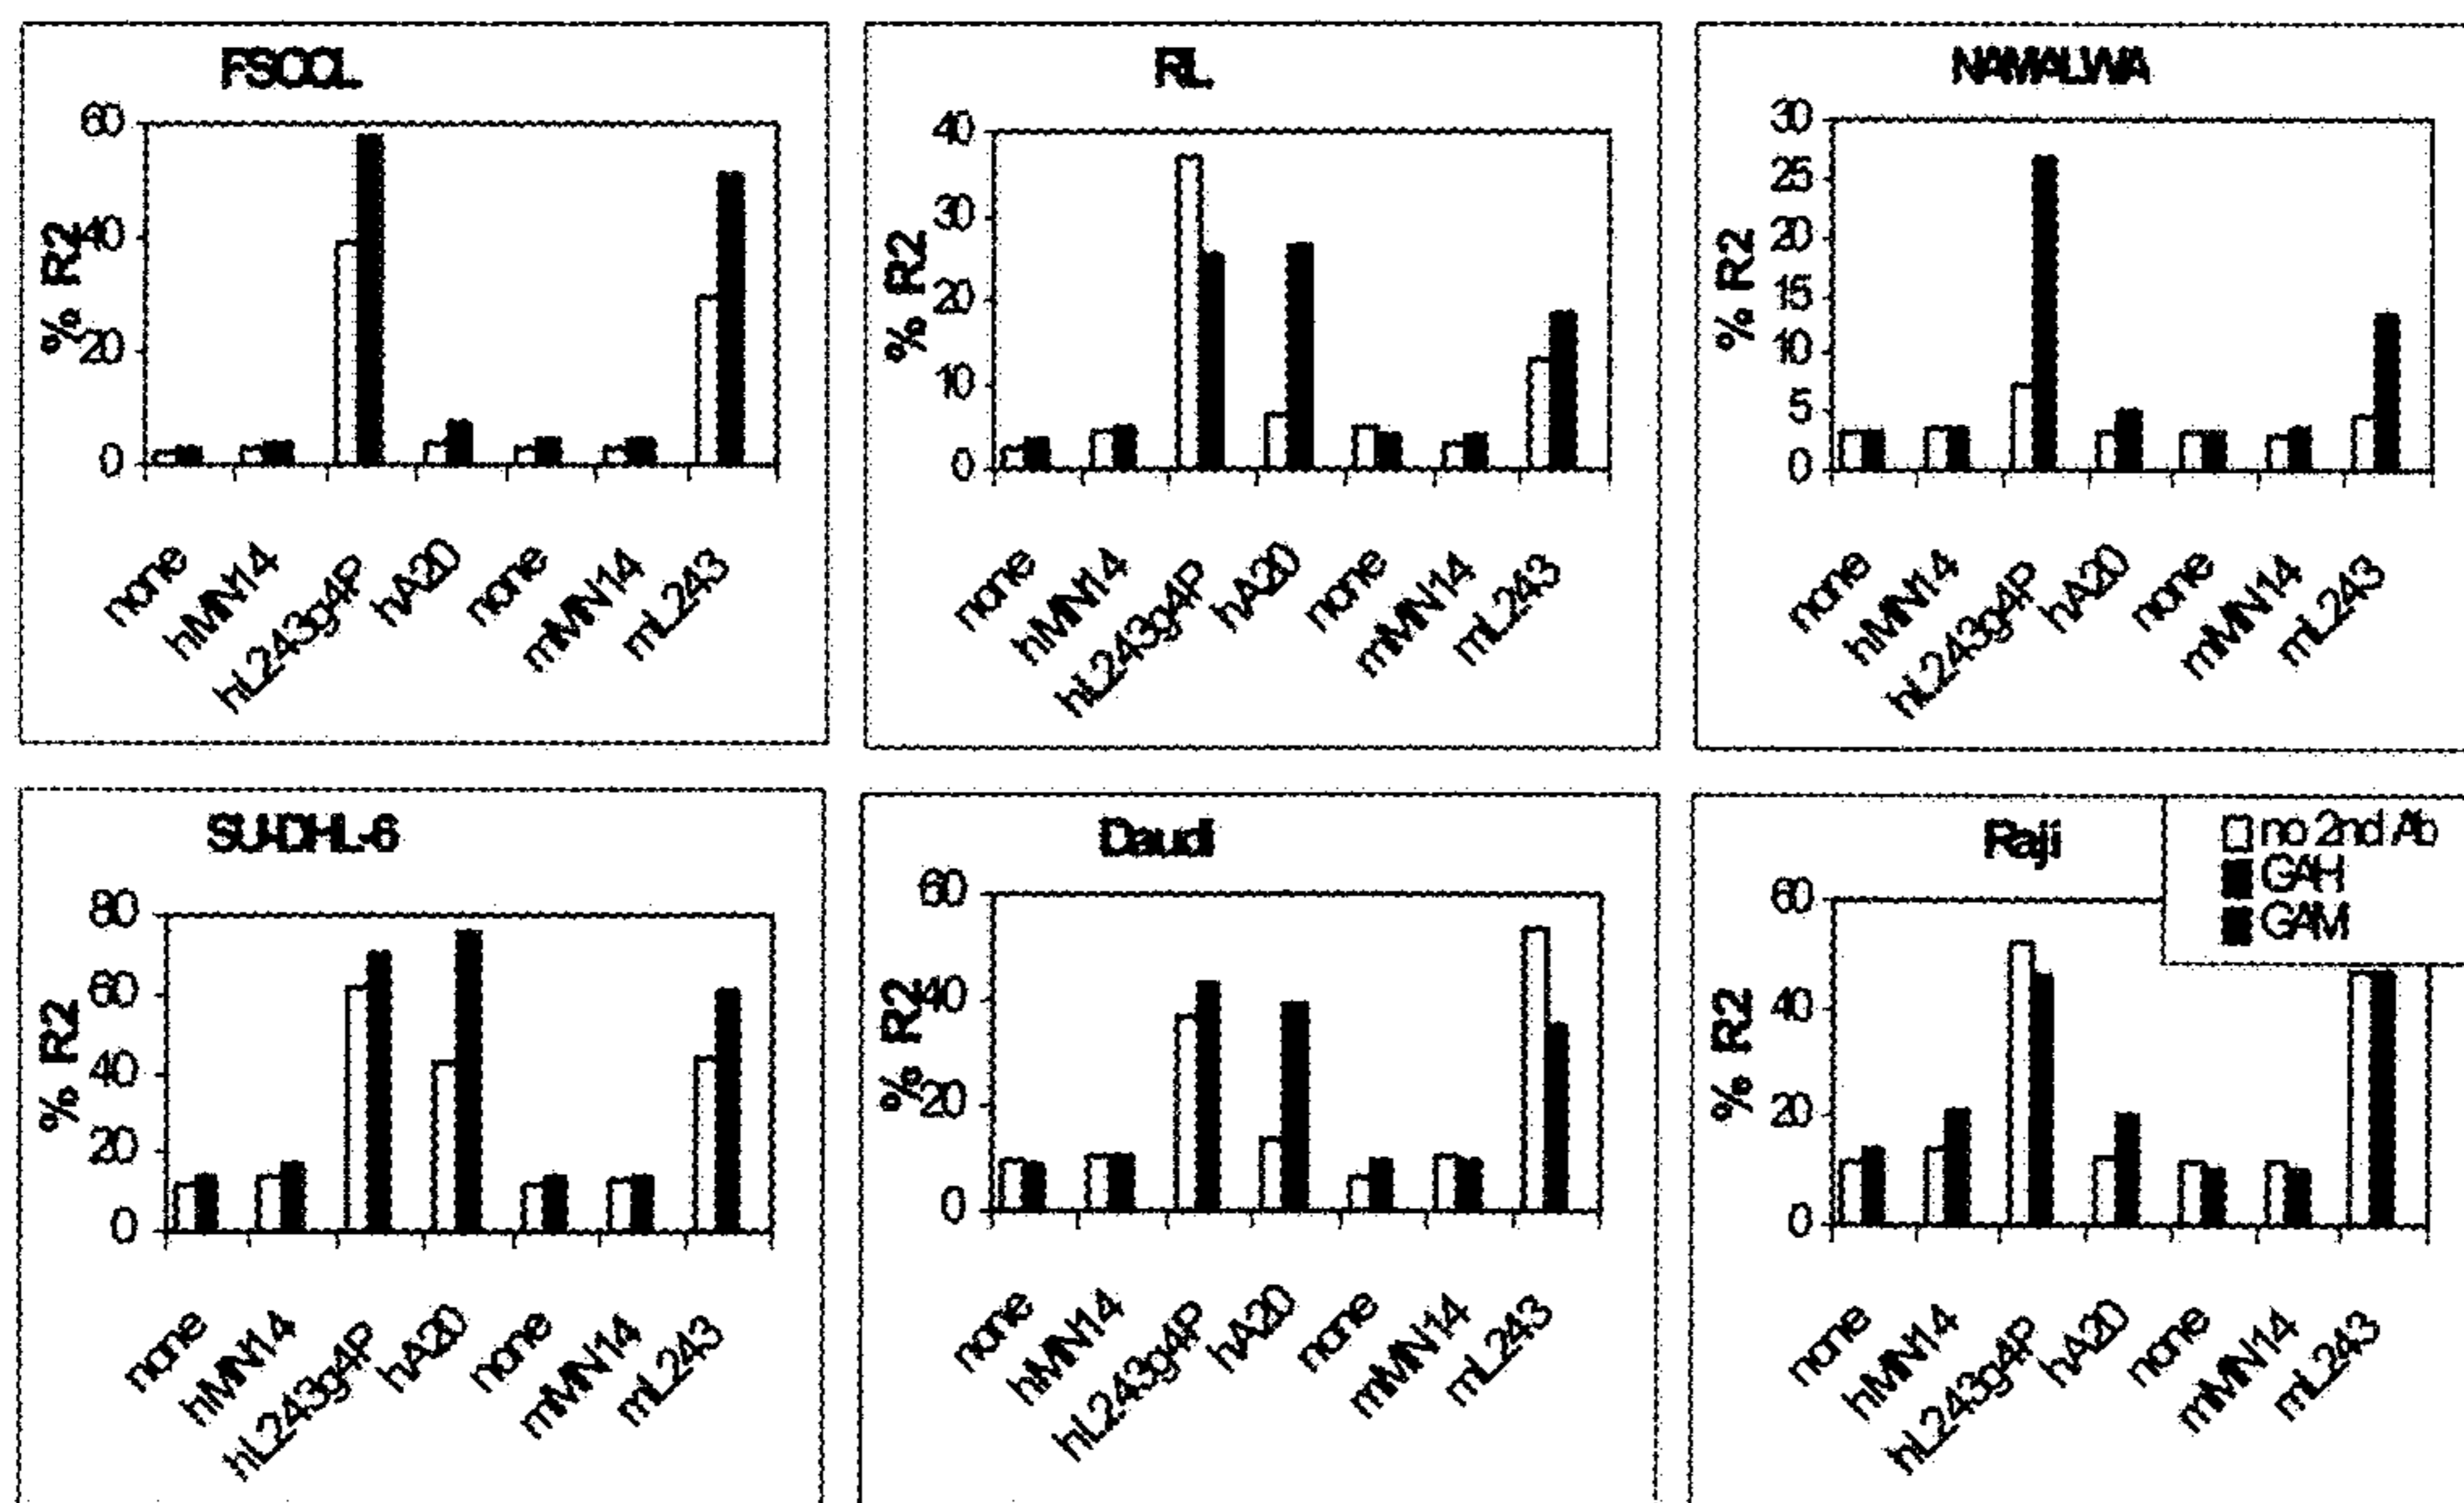 FSCCL
60
40
20
0
% R2
none
hMN14
hL243g4P
hA20
none
mMN14
mL243
RL
40
30
20
10
0
% R2
none
hMN14
hL243g4P
hA20
none
mMN14
mL243
NAMALWA
30
25
20
15
10
5
0
% R2
none
hMN14
hL243g4P
hA20
none
mMN14
mL243
SU-DHL-6
80
60
40
20
0
% R2
none
hMN14
hL243g4P
hA20
none
mMN14
mL243
Daudi
60
40
20
0
% R2
none
hMN14
hL243g4P
hA20
none
mMN14
mL243
Raji
no 2nd Ab
GAH
GAM
60
40
20
0
% R2
none
hMN14
hL243g4P
hA20
none
mMN14
mL243